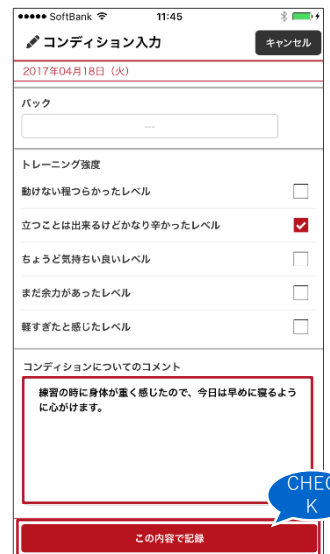 SoftBank 11:45
コンディション入力
キャンセル
2017年04月18日（火）
バック
---
トレーニング強度
動けない程つらかったレベル
立つことは出来るけどかなり辛かったレベル
ちょうど気持ちい良いレベル
まだ余力があったレベル
軽すぎたと感じたレベル
コンディションについてのコメント
練習の時に身体が重く感じたので、今日は早めに寝るよう
に心がけます。
CHEC
K
この内容で記録